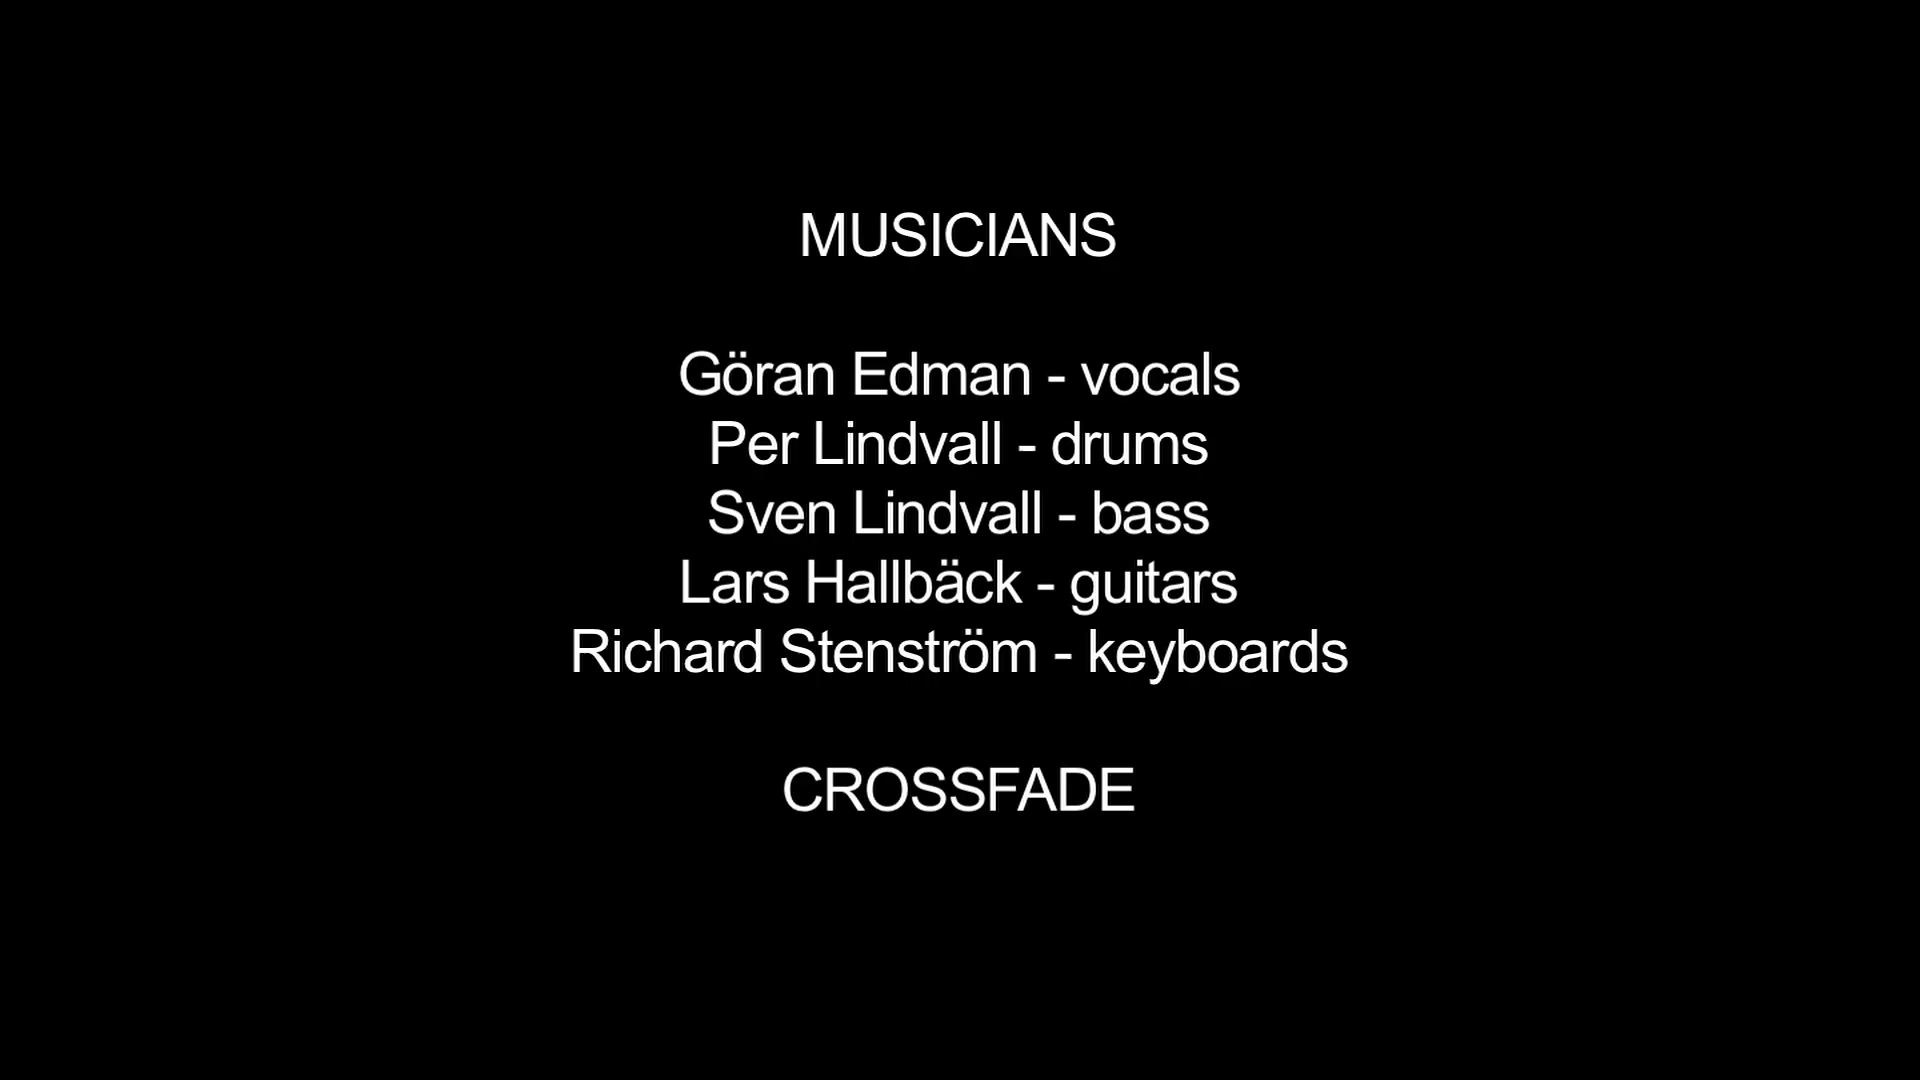 MUSICIANS
Göran Edman - vocals
Per Lindvall - drums
Sven Lindvall - bass
Lars Hallbäck - guitars
Richard Stenström - keyboards
CROSSFADE